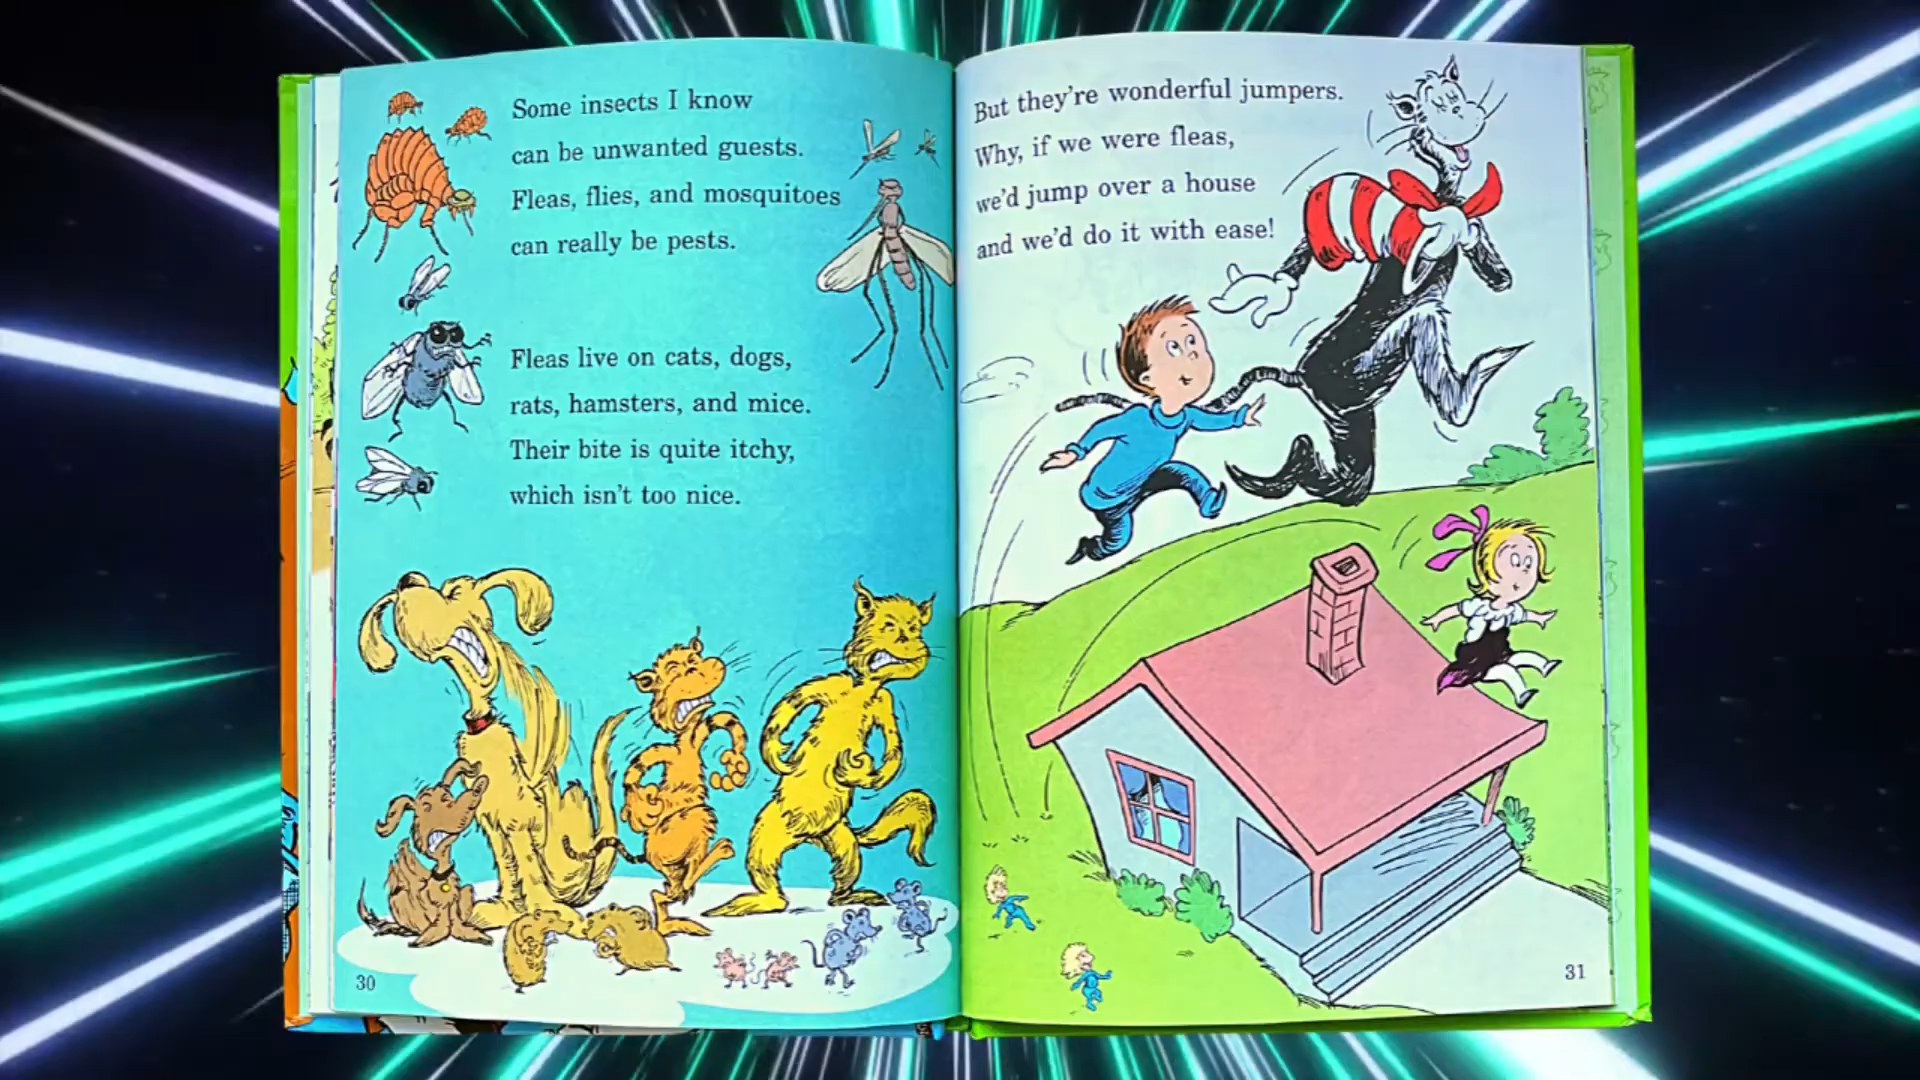 Some insects I know
can be unwanted guests.
Fleas, flies, and mosquitoes
can really be pests.
Fleas live on cats, dogs,
rats, hamsters, and mice.
Their bite is quite itchy,
which isn't too nice.
30
But they're wonderful jumpers.
Why, if we were fleas,
we'd jump over a house
and we'd do it with ease!
31